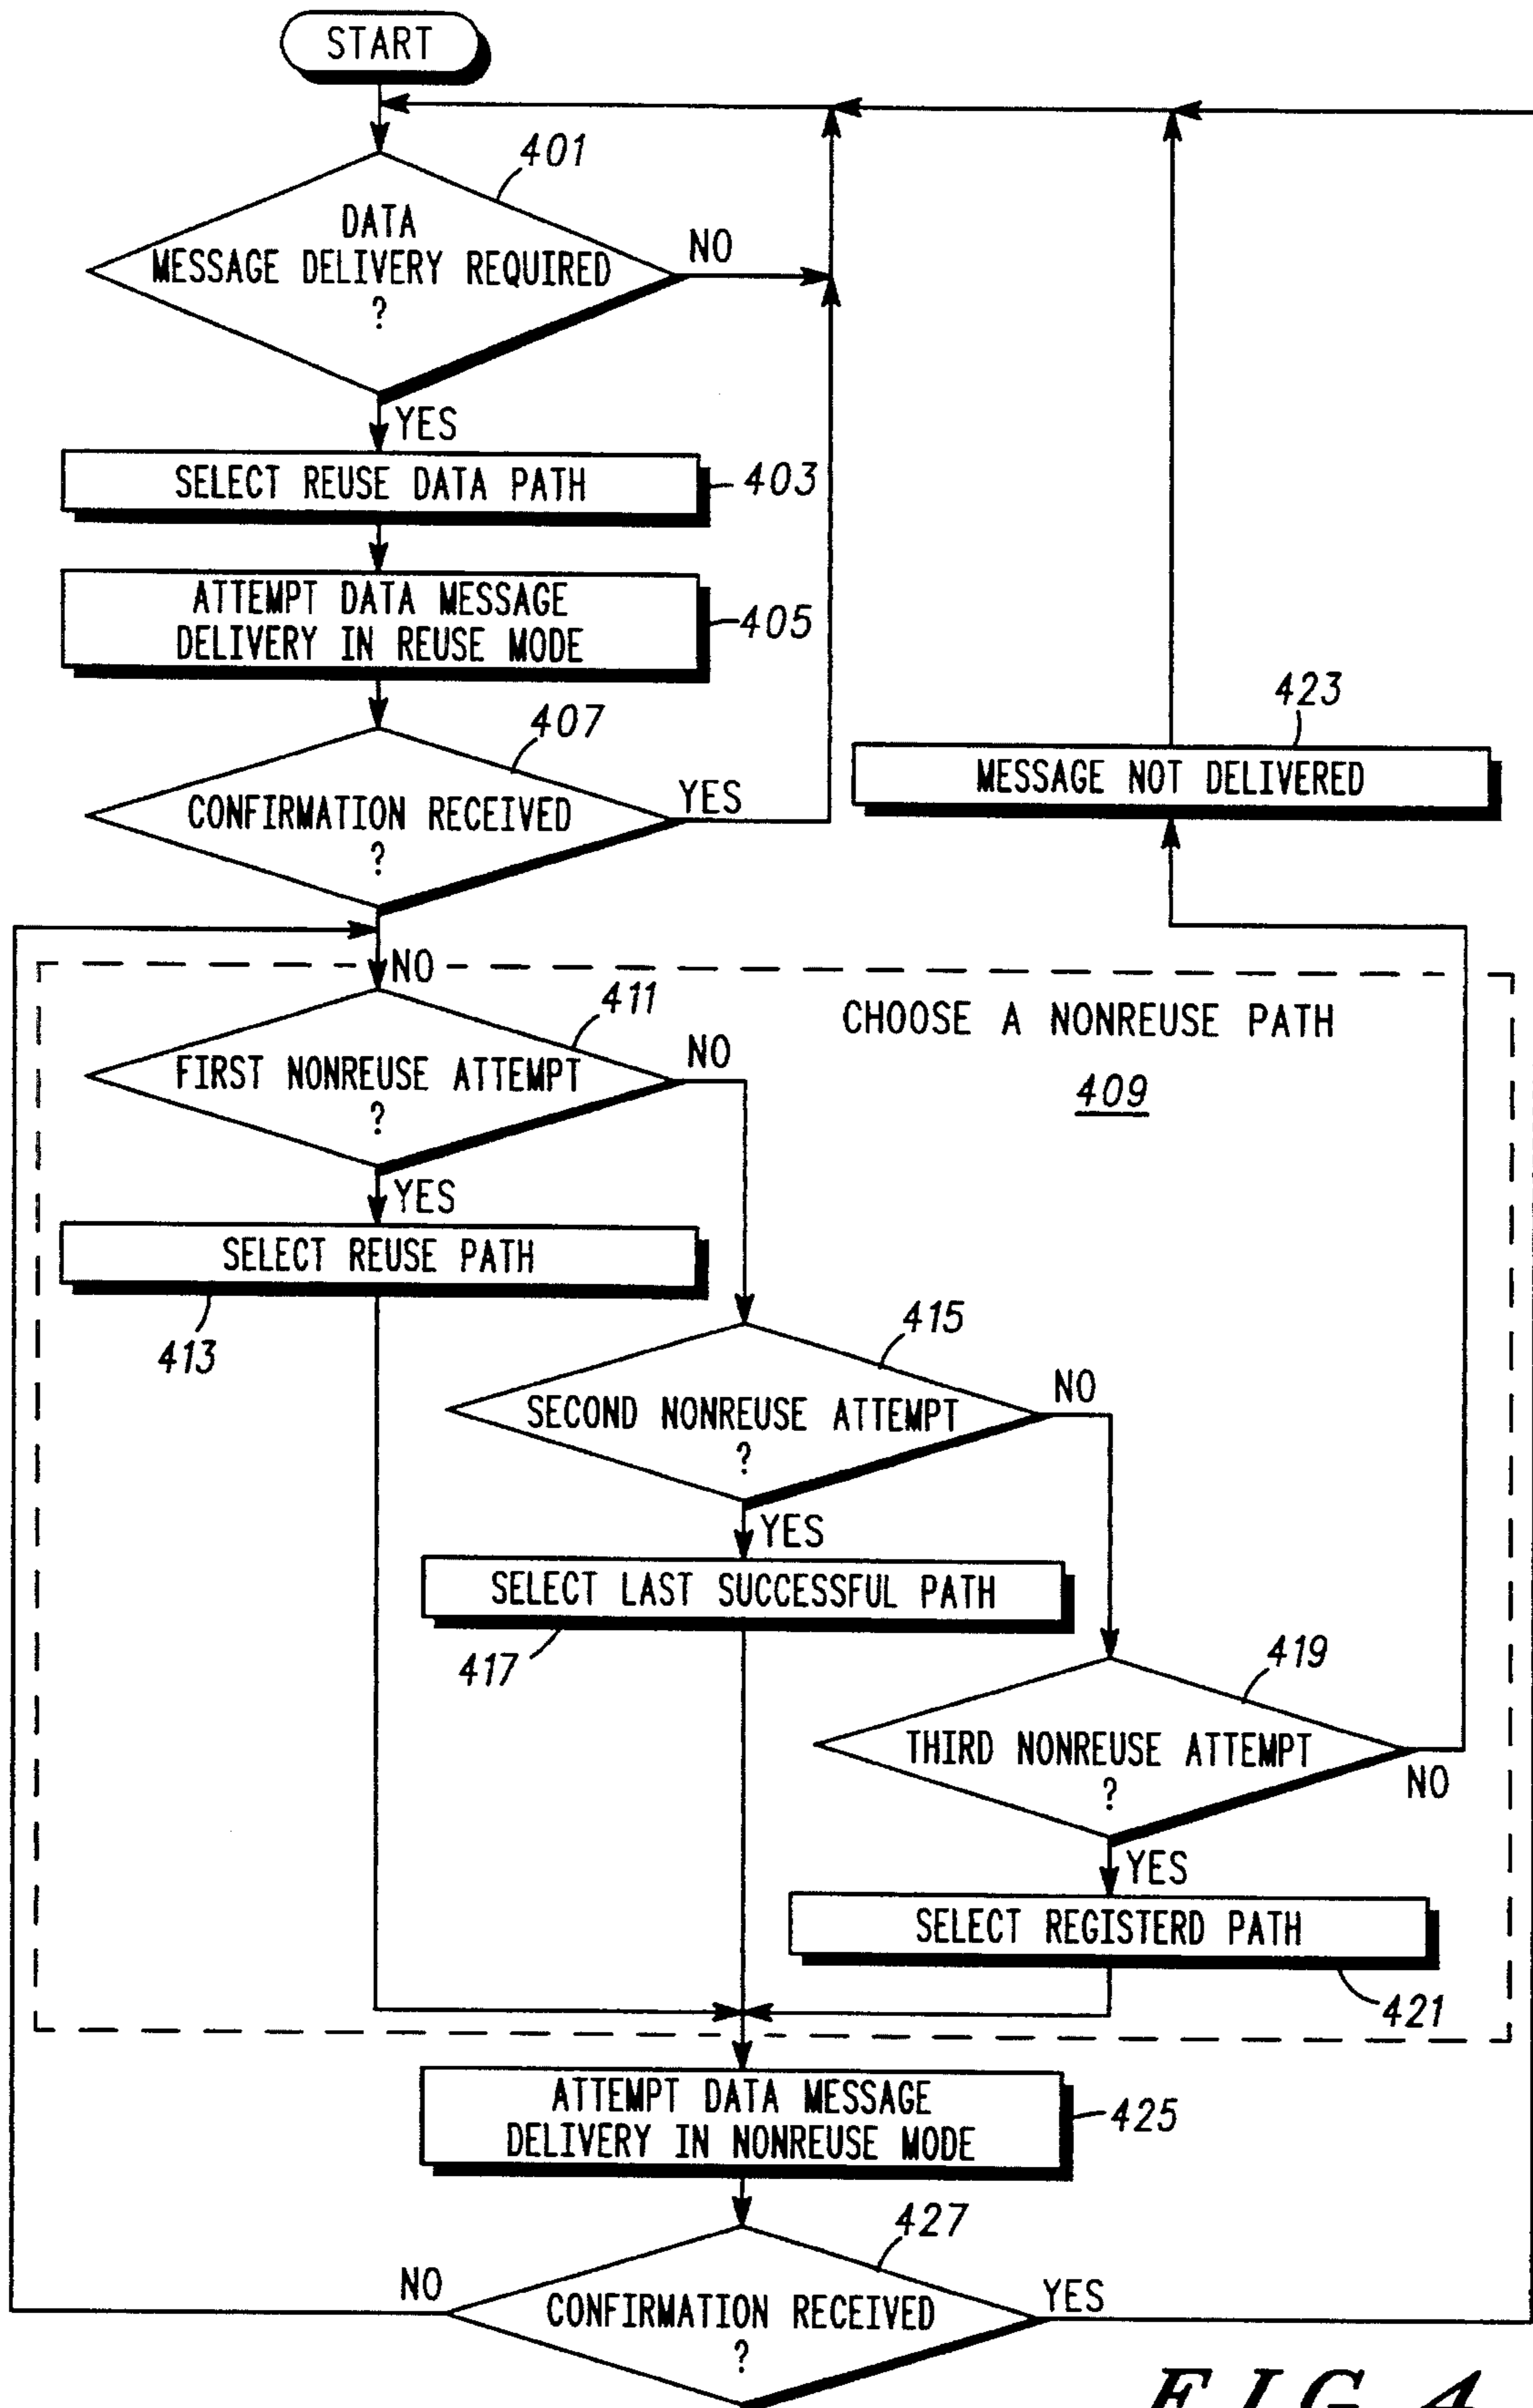 START
401
DATA
MESSAGE DELIVERY REQUIRED
?
NO
YES
SELECT REUSE DATA PATH
403
ATTEMPT DATA MESSAGE
DELIVERY IN REUSE MODE
405
407
CONFIRMATION RECEIVED
?
YES
423
MESSAGE NOT DELIVERED
NO
411
CHOOSE A NONREUSE PATH
409
FIRST NONREUSE ATTEMPT
?
NO
YES
SELECT REUSE PATH
413
415
SECOND NONREUSE ATTEMPT
?
NO
YES
SELECT LAST SUCCESSFUL PATH
417
419
THIRD NONREUSE ATTEMPT
?
NO
YES
SELECT REGISTERD PATH
421
ATTEMPT DATA MESSAGE
DELIVERY IN NONREUSE MODE
425
427
NO
CONFIRMATION RECEIVED
?
YES
FIG. 4